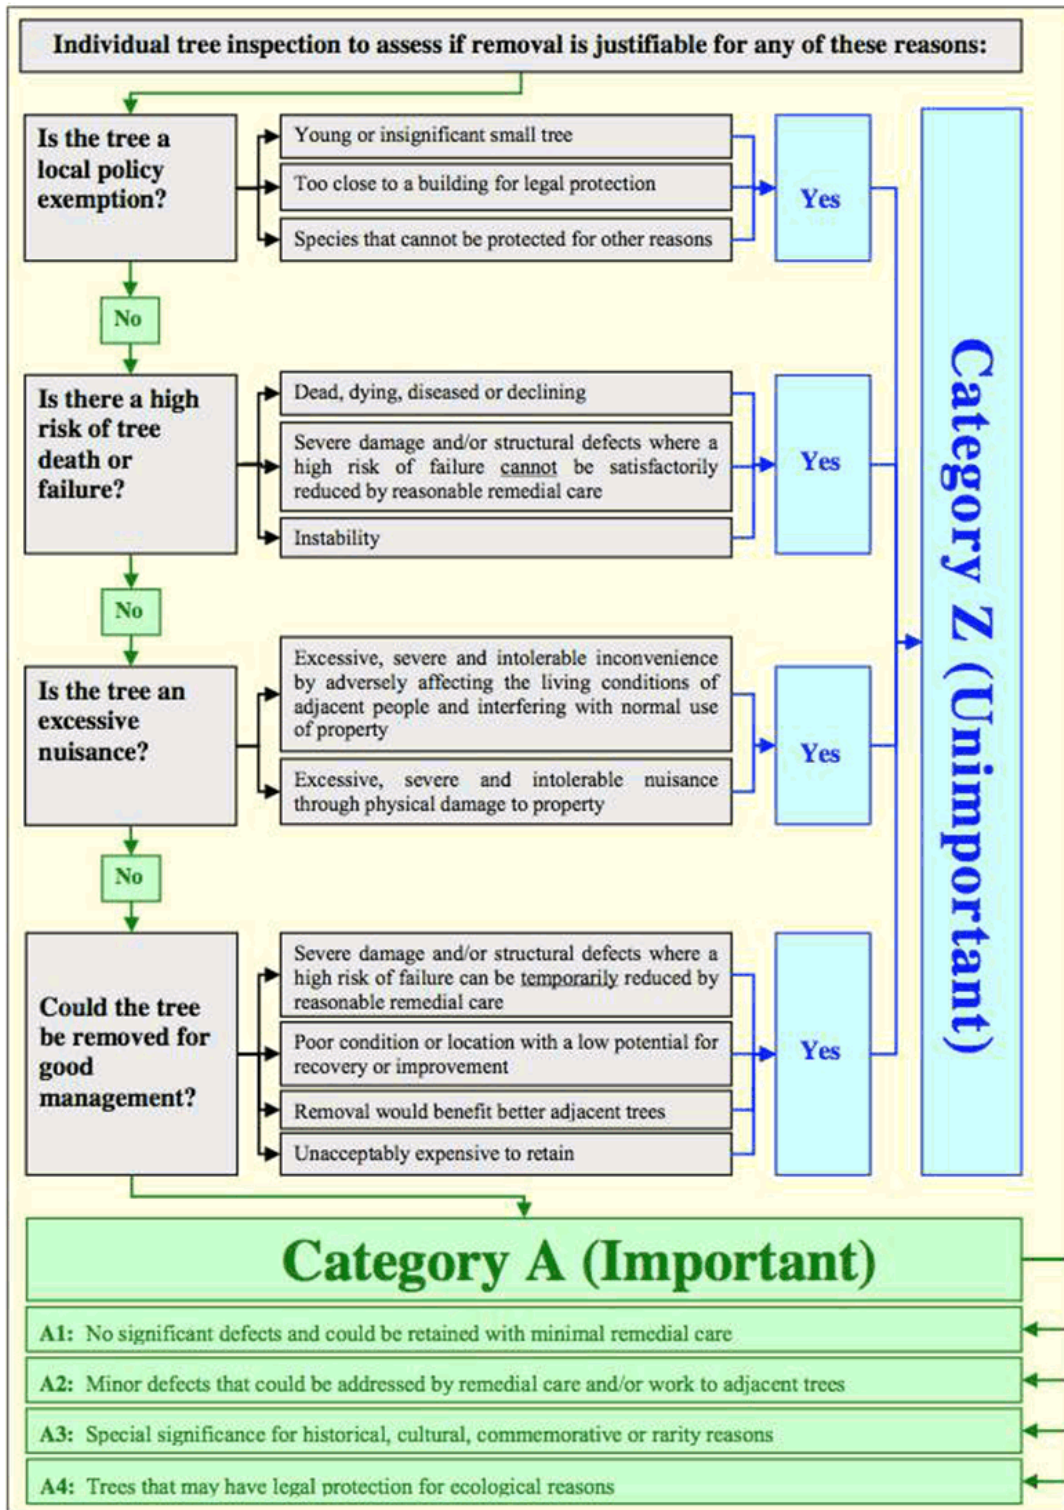 Individual tree inspection to assess if removal is justifiable for any of these reasons:
Is the tree a
local policy
exemption?
Young or insignificant small tree
Too close to a building for legal protection
Species that cannot be protected for other reasons
Yes
No
Is there a high
risk of tree
death or
failure?
Dead, dying, diseased or declining
Severe damage and/or structural defects where a
high risk of failure cannot be satisfactorily
reduced by reasonable remedial care
Instability
Yes
No
Is the tree an
excessive
nuisance?
Excessive, severe and intolerable inconvenience
by adversely affecting the living conditions of
adjacent people and interfering with normal use
of property
Excessive, severe and intolerable nuisance
through physical damage to property
Yes
No
Could the tree
be removed for
good
management?
Severe damage and/or structural defects where a
high risk of failure can be temporarily reduced by
reasonable remedial care
Poor condition or location with a low potential for
recovery or improvement
Removal would benefit better adjacent trees
Unacceptably expensive to retain
Yes
Category Z (Unimportant)
Category A (Important)
A1: No significant defects and could be retained with minimal remedial care
A2: Minor defects that could be addressed by remedial care and/or work to adjacent trees
A3: Special significance for historical, cultural, commemorative or rarity reasons
A4: Trees that may have legal protection for ecological reasons